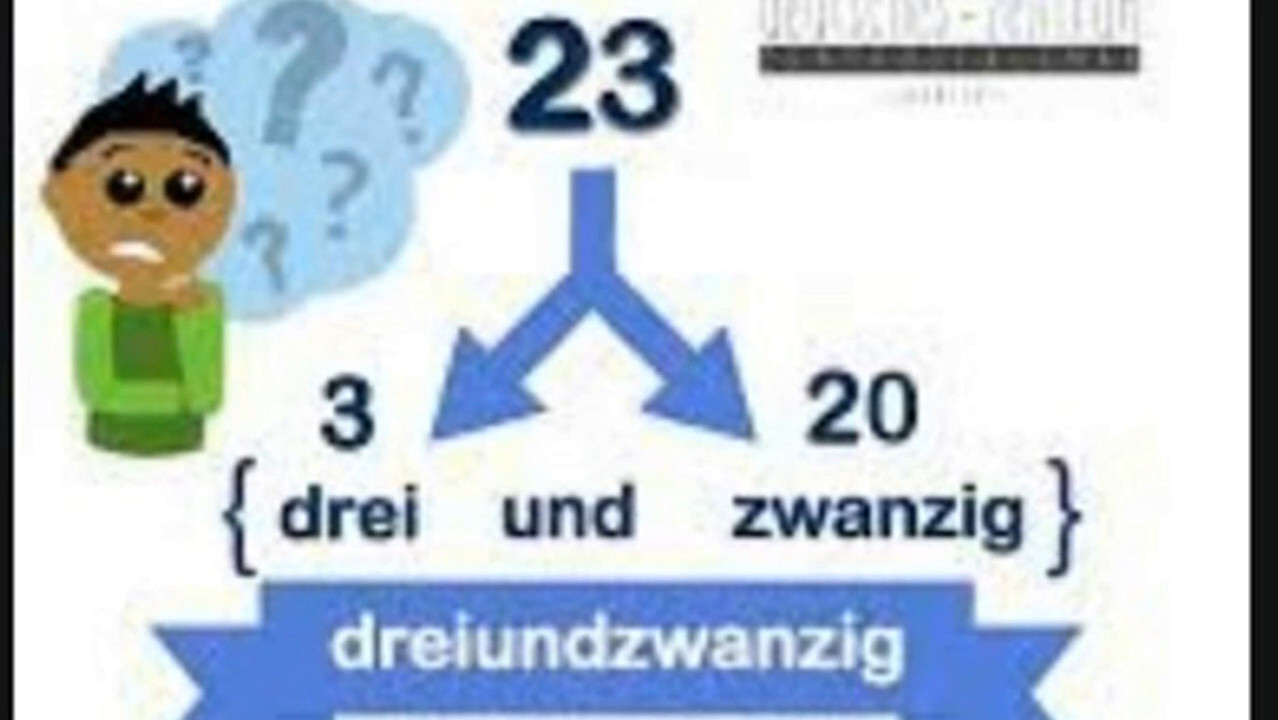 ? ? ? ? ?
23
3 20
{ drei und zwanzig }
dreiundzwanzig